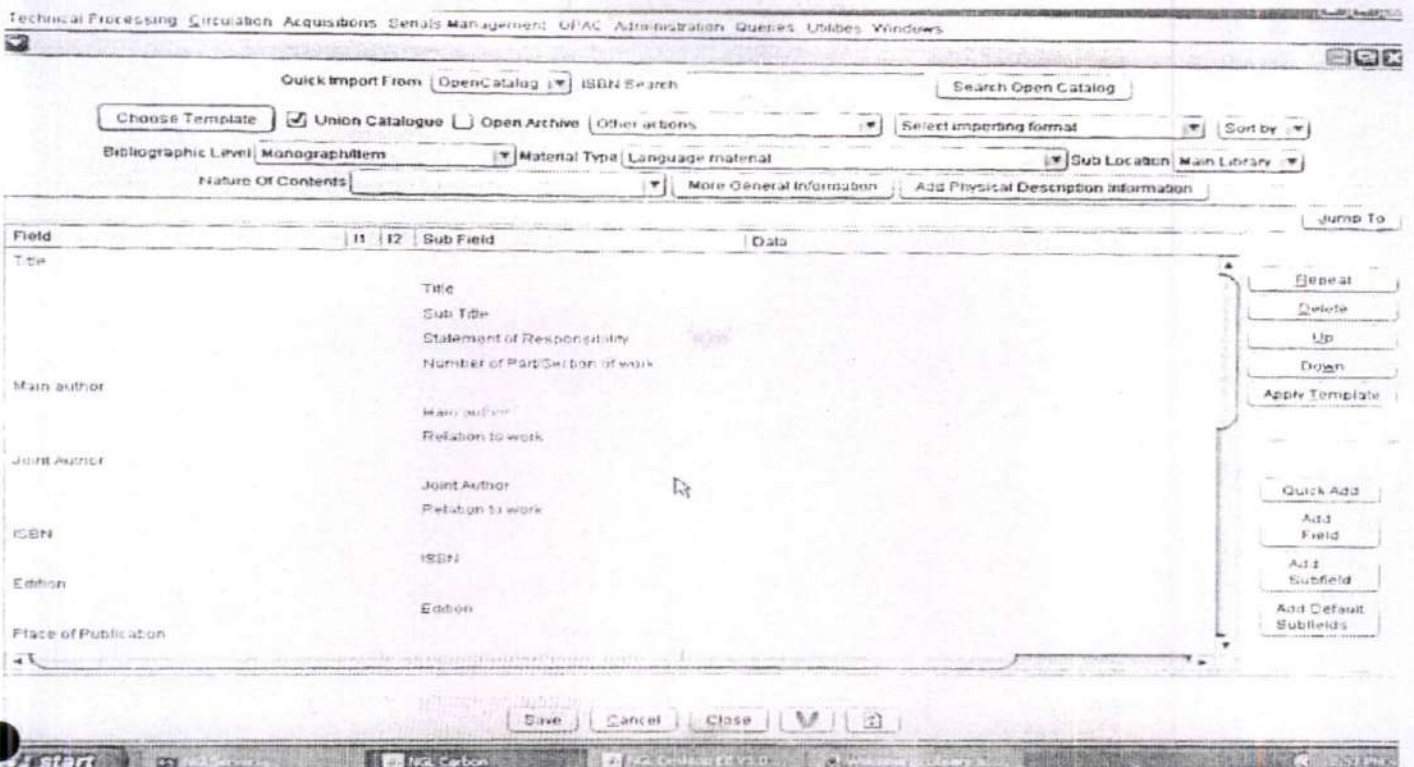 Technical Processing Circulation Acquisitions Serials Management OPAC Administration Queries Utilities Windows
Quick Import From OpenCatalog ISBN Search Search Open Catalog
Choose Template Union Catalogue Open Archive Other actions Select importing format Sort by
Bibliographic Level Monograph/Item Material Type Language material Sub Location Main Library
Nature Of Contents More General Information Add Physical Description Information
Jump To
Field I1 I2 Sub Field Data
Title
Title
Sub Title
Statement of Responsibility
Number of Part/Section of work
Main author
Main author
Relation to work
Joint Author
Joint Author
Relation to work
ISBN
ISBN
Edition
Edition
Place of Publication
Repeat
Delete
Up
Down
Apply Template
Quick Add
Add
Field
Add
Subfield
Add Default
Subfields
Save Cancel Close
start NGL Carbon